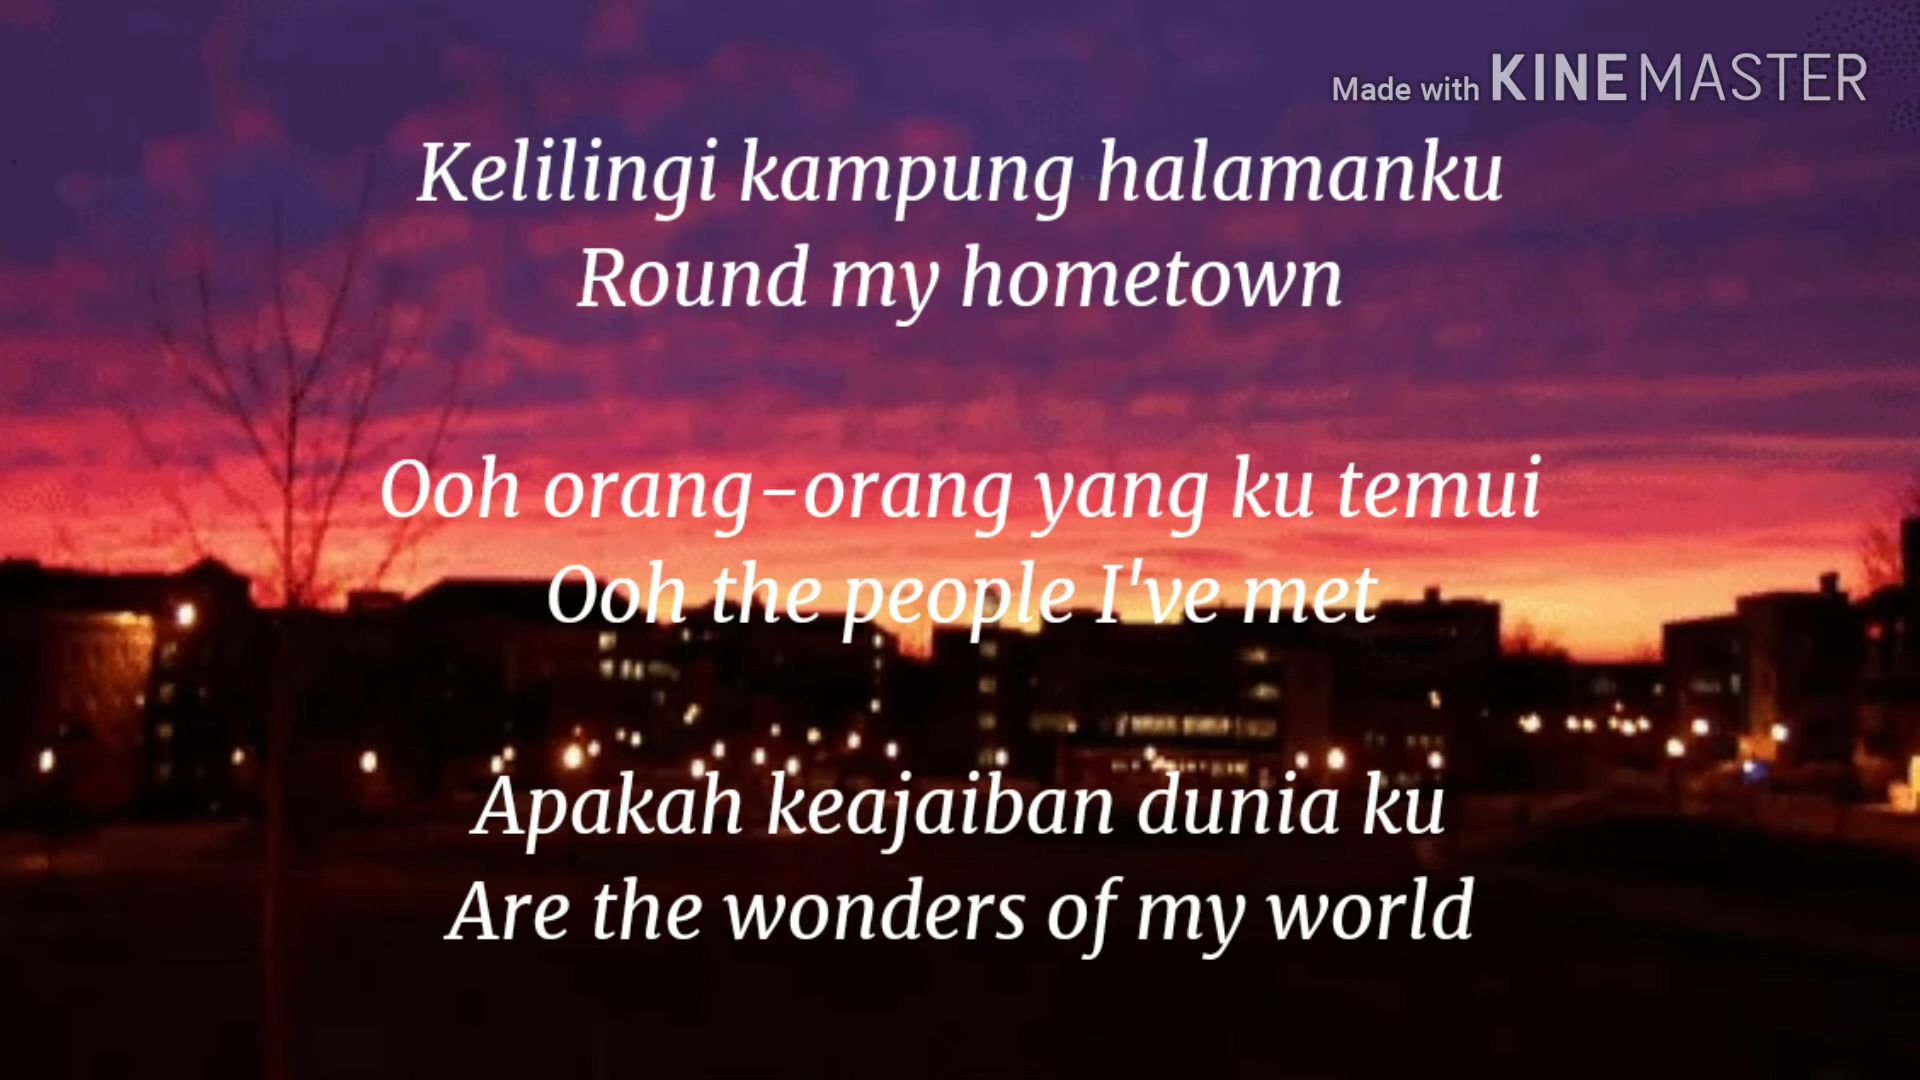 Made with KINEMASTER
Kelilingi kampung halamanku
Round my hometown
Ooh orang-orang yang ku temui
Ooh the people I've met
Apakah keajaiban dunia ku
Are the wonders of my world